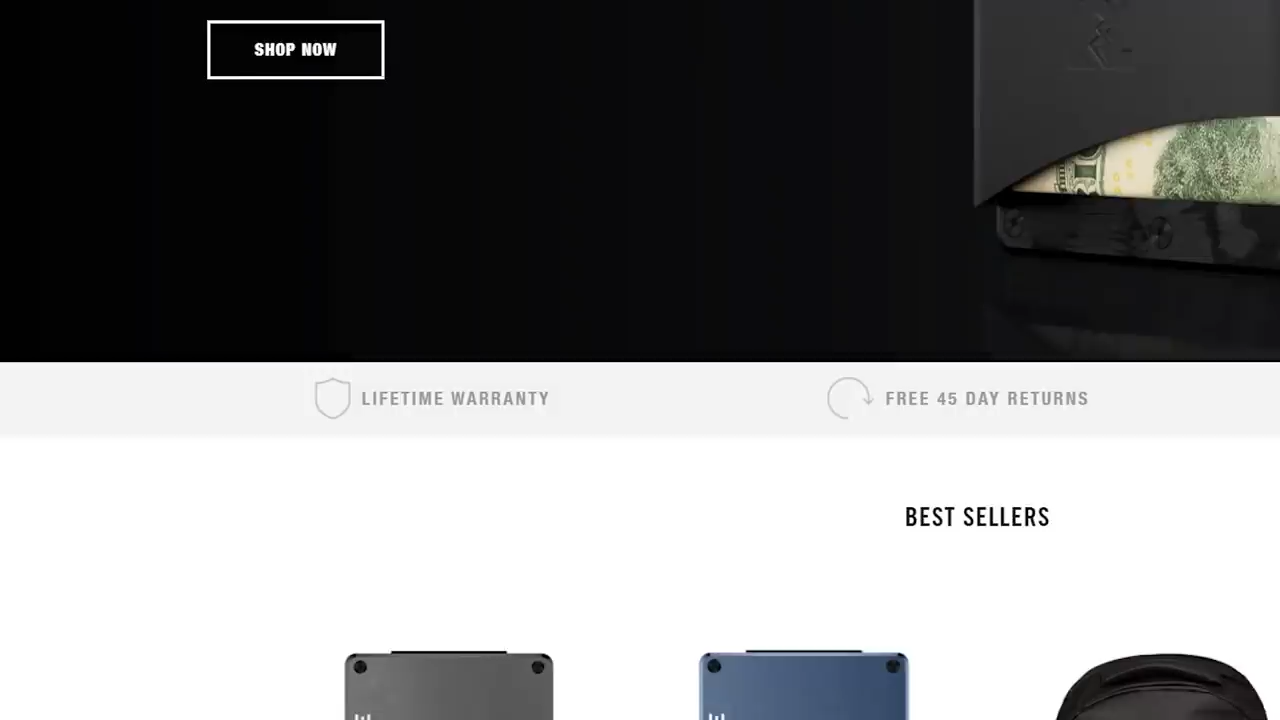 SHOP NOW
LIFETIME WARRANTY
FREE 45 DAY RETURNS
BEST SELLERS